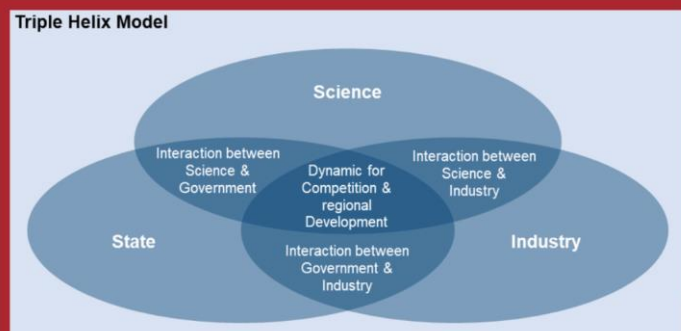 Triple Helix Model
Science
Interaction between
Science &
Government
Dynamic for
Competition &
regional
Development
Interaction between
Science &
Industry
State
Interaction between
Government &
Industry
Industry